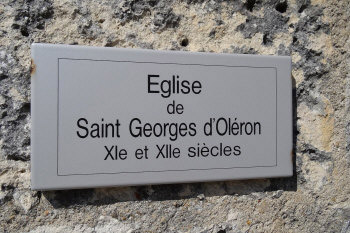 Eglise
de
Saint Georges d'Oléron
XIe et XIIe siècles